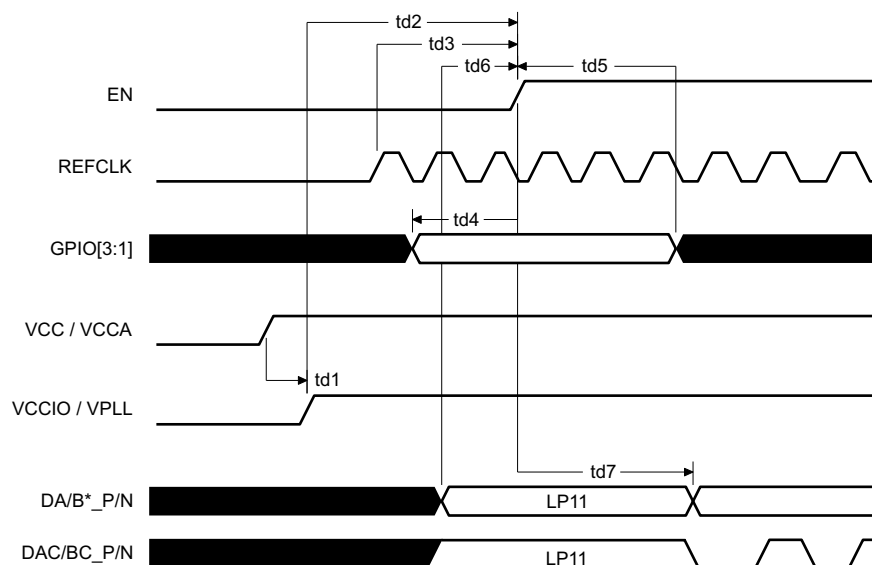 td2
td3
td6 td5
EN
REFCLK
td4
GPIO[3:1]
VCC / VCCA
td1
VCCIO / VPLL
td7
DA/B*_P/N LP11
DAC/BC_P/N LP11